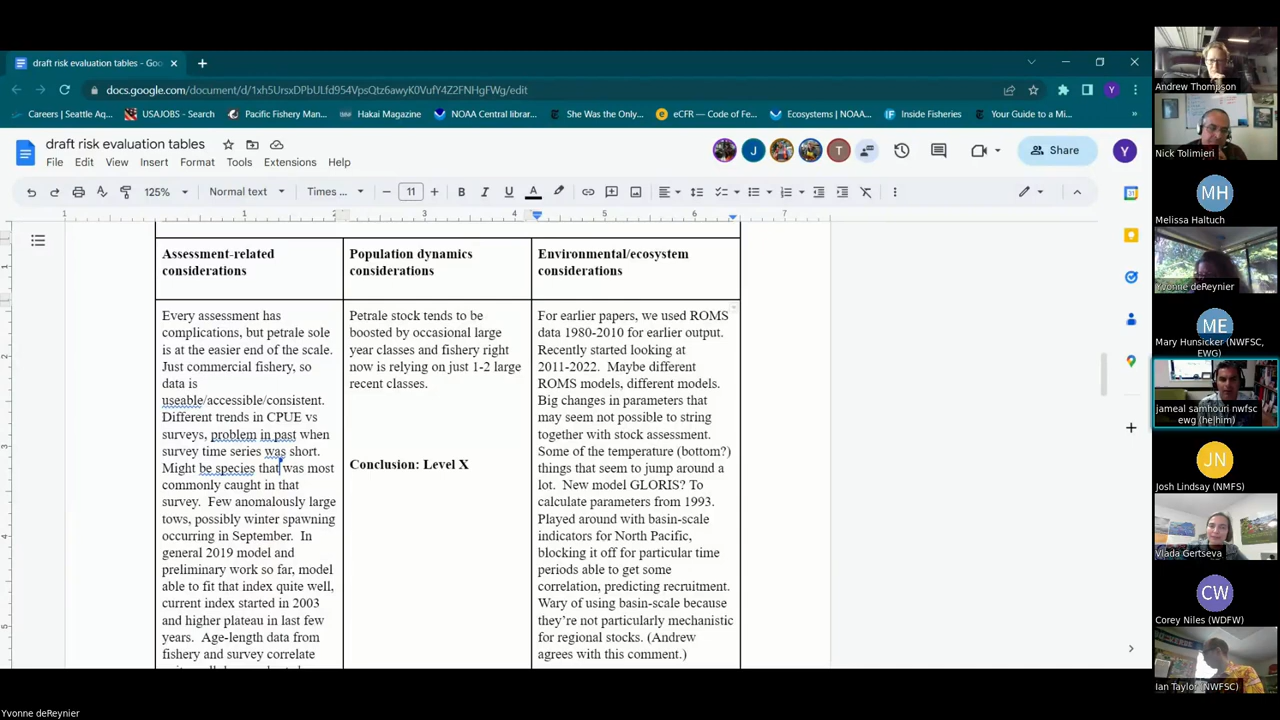 draft risk evaluation tables - Goo
docs.google.com/document/d/1xh5UrsxDPbULfd954VpsQtz6awyK0VufY4Z2FNHgFWg/edit
Careers | Seattle Aq...
USAJOBS - Search
Pacific Fishery Man...
Hakai Magazine
NOAA Central librar...
She Was the Only...
eCFR — Code of Fe...
Ecosystems | NOAA...
Inside Fisheries
Your Guide to a Mi...
draft risk evaluation tables
File Edit View Insert Format Tools Extensions Help
J
T
Share
Y
125%
Normal text
Times ...
11
B I U A
1 1 2 3 4 5 6 7
Assessment-related
considerations
Population dynamics
considerations
Environmental/ecosystem
considerations
Every assessment has
complications, but petrale sole
is at the easier end of the scale.
Just commercial fishery, so
data is
useable/accessible/consistent.
Different trends in CPUE vs
surveys, problem in past when
survey time series was short.
Might be species that was most
commonly caught in that
survey.  Few anomalously large
tows, possibly winter spawning
occurring in September.  In
general 2019 model and
preliminary work so far, model
able to fit that index quite well,
current index started in 2003
and higher plateau in last few
years.  Age-length data from
fishery and survey correlate
Petrale stock tends to be
boosted by occasional large
year classes and fishery right
now is relying on just 1-2 large
recent classes.
Conclusion: Level X
For earlier papers, we used ROMS
data 1980-2010 for earlier output.
Recently started looking at
2011-2022.  Maybe different
ROMS models, different models.
Big changes in parameters that
may seem not possible to string
together with stock assessment.
Some of the temperature (bottom?)
things that seem to jump around a
lot.  New model GLORIS? To
calculate parameters from 1993.
Played around with basin-scale
indicators for North Pacific,
blocking it off for particular time
periods able to get some
correlation, predicting recruitment.
Wary of using basin-scale because
they're not particularly mechanistic
for regional stocks. (Andrew
agrees with this comment.)
Andrew Thompson
Nick Tolimieri
MH
Melissa Haltuch
Yvonne deReynier
ME
Mary Hunsicker (NWFSC,
EWG)
jameal samhouri nwfsc
ewg (he|him)
JN
Josh Lindsay (NMFS)
Vlada Gertseva
CW
Corey Niles (WDFW)
Ian Taylor (NWFSC)
Yvonne deReynier